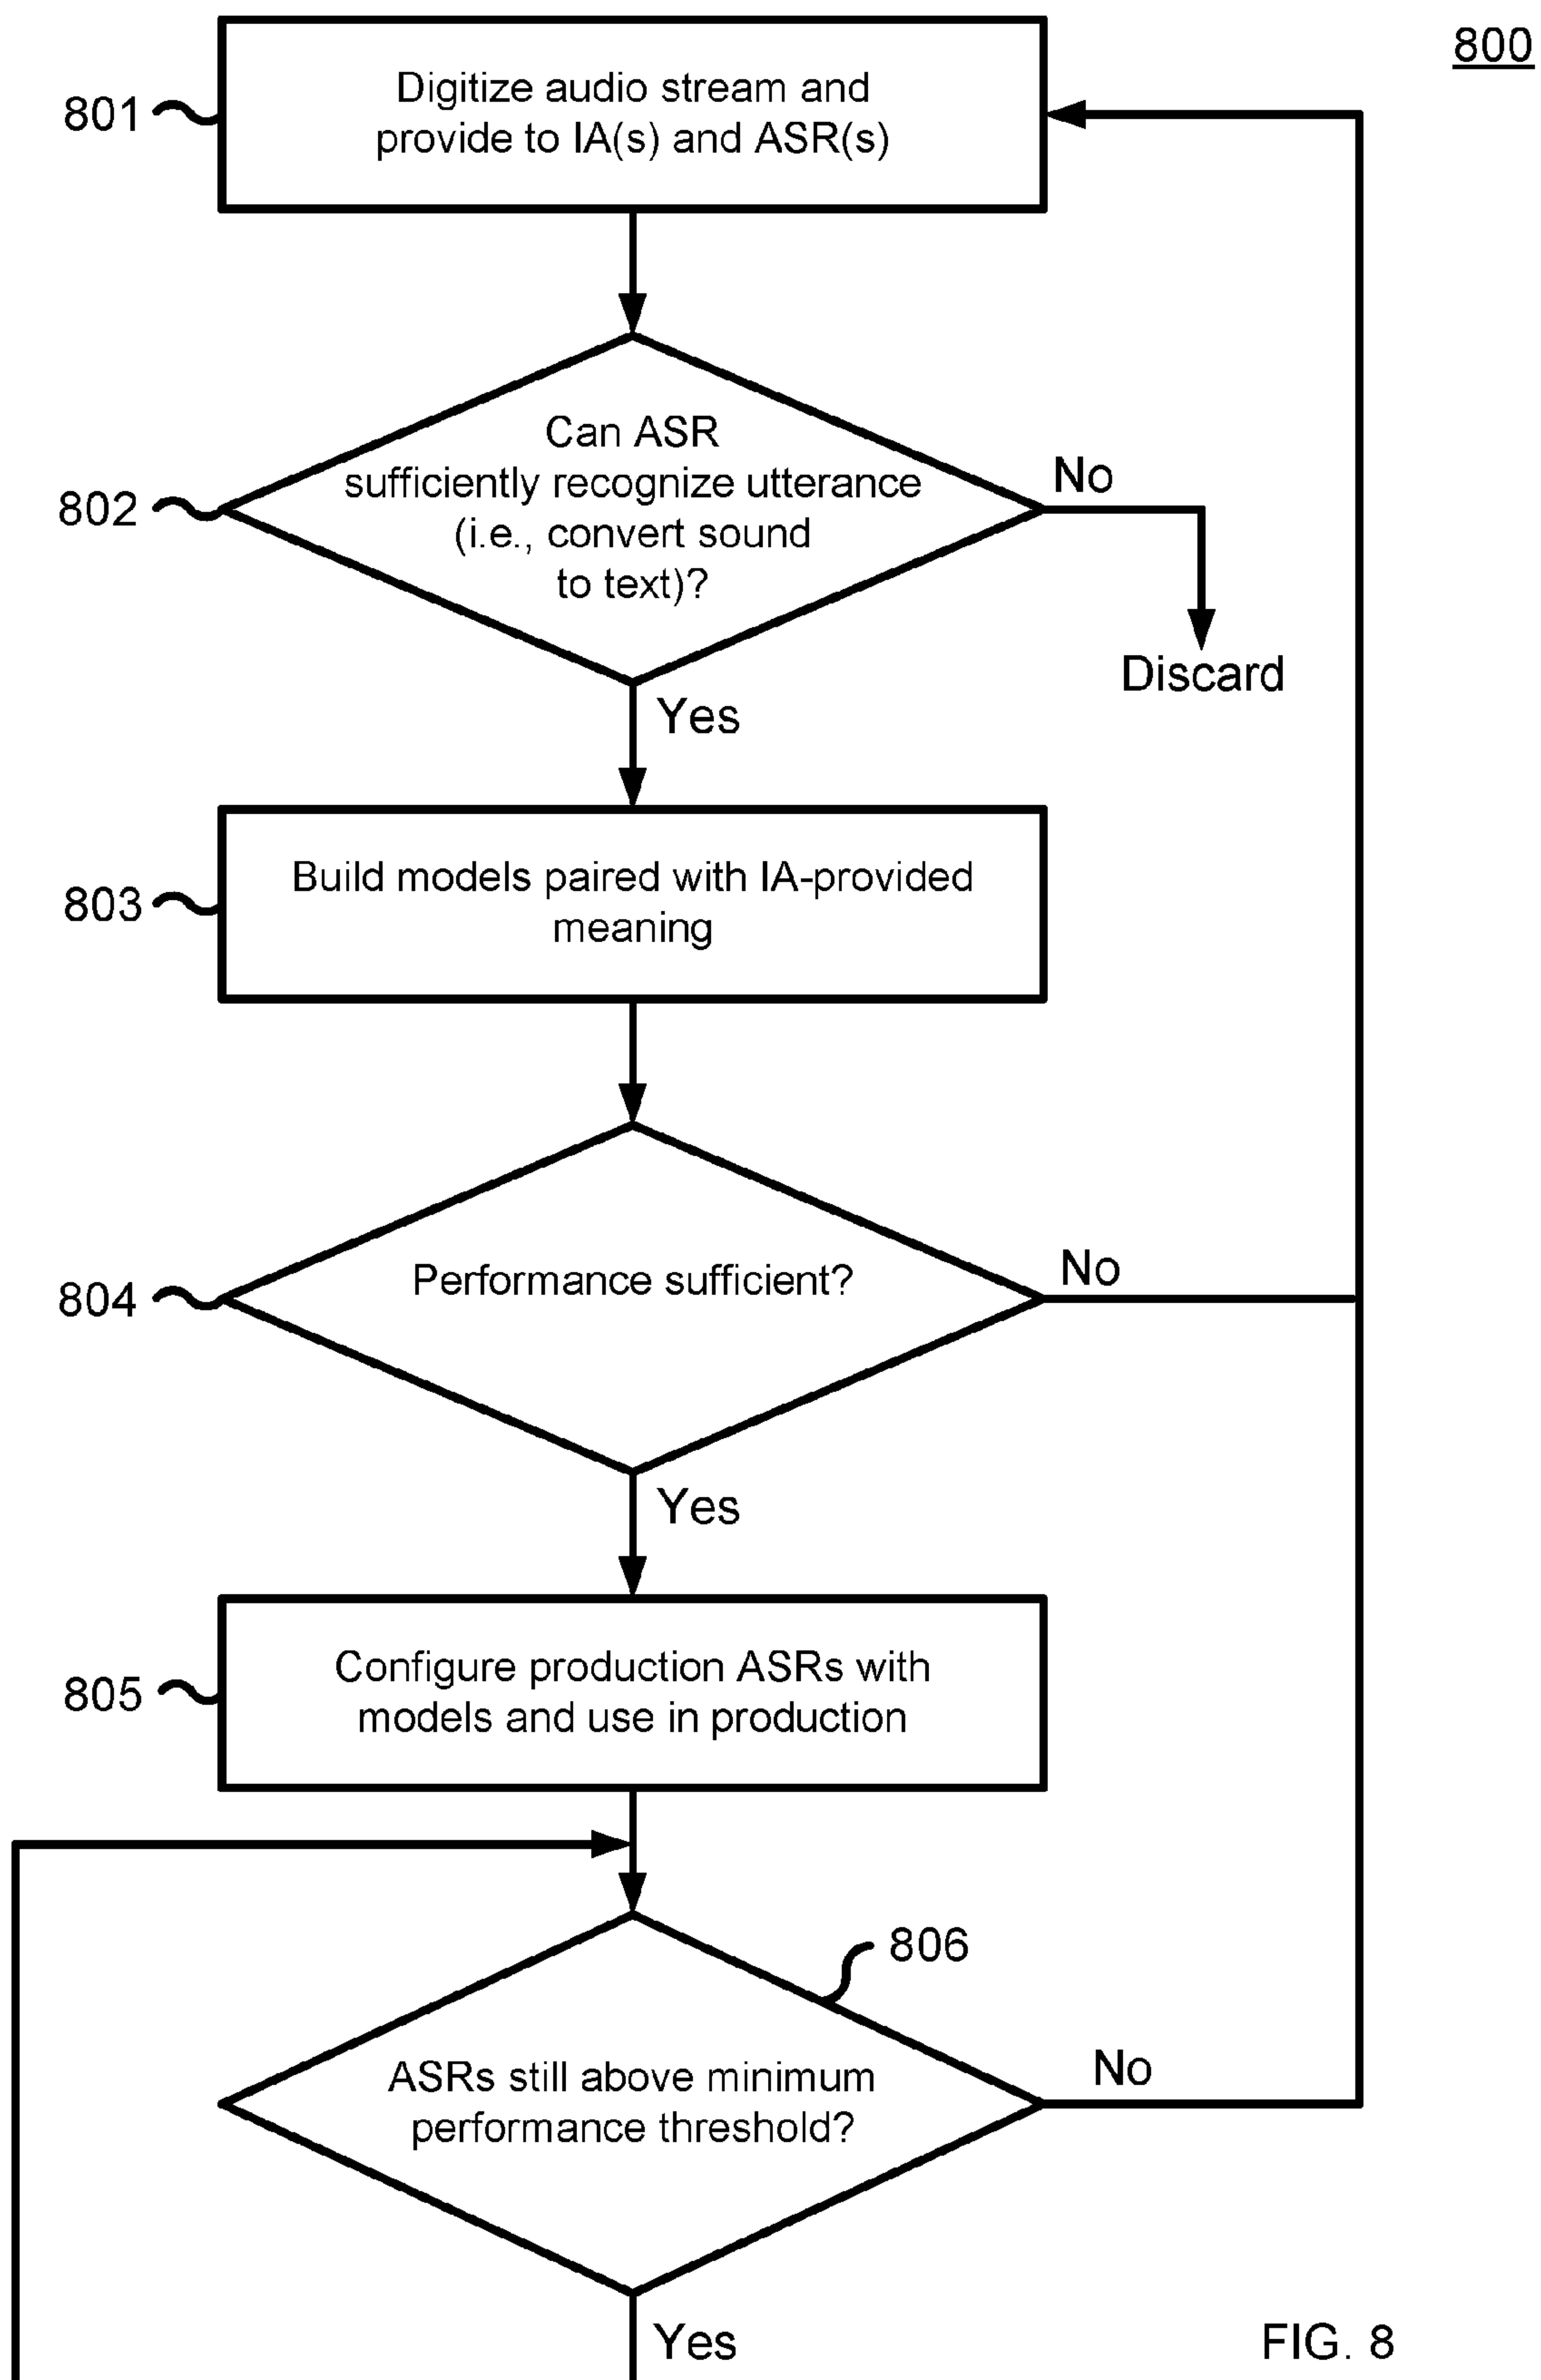 800
801
Digitize audio stream and
provide to IA(s) and ASR(s)
802
Can ASR
sufficiently recognize utterance
(i.e., convert sound
to text)?
No
Discard
Yes
803
Build models paired with IA-provided
meaning
804
Performance sufficient?
No
Yes
805
Configure production ASRs with
models and use in production
806
ASRs still above minimum
performance threshold?
No
Yes
FIG. 8